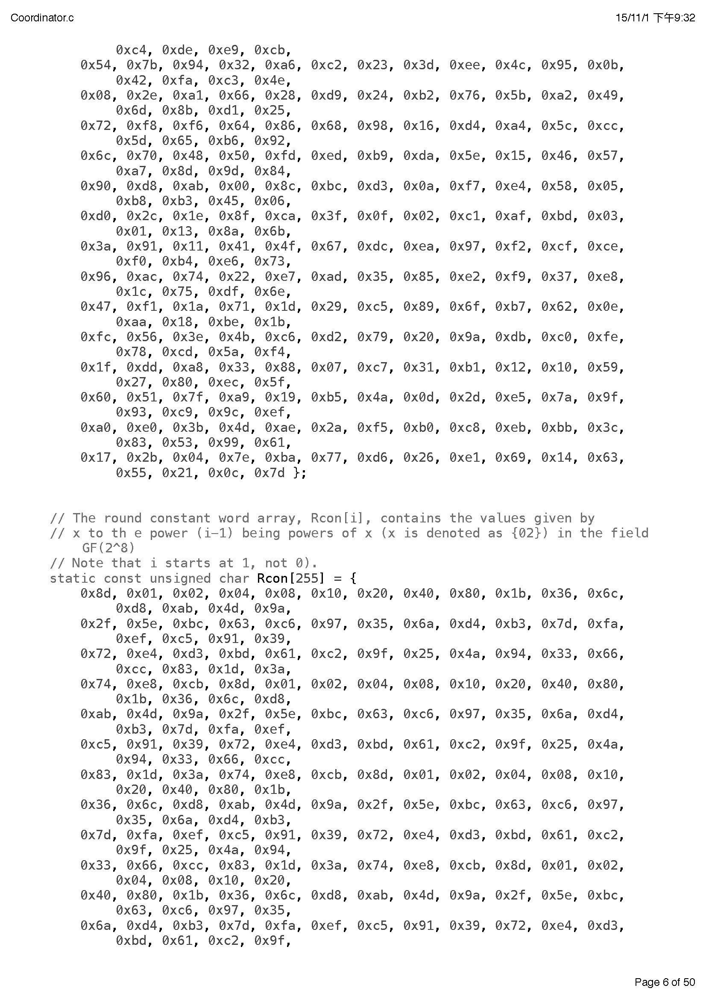 Coordinator.c
15/11/1 下午9:32
0xc4, 0xde, 0xe9, 0xcb,
0x54, 0x7b, 0x94, 0x32, 0xa6, 0xc2, 0x23, 0x3d, 0xee, 0x4c, 0x95, 0x0b,
0x42, 0xfa, 0xc3, 0x4e,
0x08, 0x2e, 0xa1, 0x66, 0x28, 0xd9, 0x24, 0xb2, 0x76, 0x5b, 0xa2, 0x49,
0x6d, 0x8b, 0xd1, 0x25,
0x72, 0xf8, 0xf6, 0x64, 0x86, 0x68, 0x98, 0x16, 0xd4, 0xa4, 0x5c, 0xcc,
0x5d, 0x65, 0xb6, 0x92,
0x6c, 0x70, 0x48, 0x50, 0xfd, 0xed, 0xb9, 0xda, 0x5e, 0x15, 0x46, 0x57,
0xa7, 0x8d, 0x9d, 0x84,
0x90, 0xd8, 0xab, 0x00, 0x8c, 0xbc, 0xd3, 0x0a, 0xf7, 0xe4, 0x58, 0x05,
0xb8, 0xb3, 0x45, 0x06,
0xd0, 0x2c, 0x1e, 0x8f, 0xca, 0x3f, 0x0f, 0x02, 0xc1, 0xaf, 0xbd, 0x03,
0x01, 0x13, 0x8a, 0x6b,
0x3a, 0x91, 0x11, 0x41, 0x4f, 0x67, 0xdc, 0xea, 0x97, 0xf2, 0xcf, 0xce,
0xf0, 0xb4, 0xe6, 0x73,
0x96, 0xac, 0x74, 0x22, 0xe7, 0xad, 0x35, 0x85, 0xe2, 0xf9, 0x37, 0xe8,
0x1c, 0x75, 0xdf, 0x6e,
0x47, 0xf1, 0x1a, 0x71, 0x1d, 0x29, 0xc5, 0x89, 0x6f, 0xb7, 0x62, 0x0e,
0xaa, 0x18, 0xbe, 0x1b,
0xfc, 0x56, 0x3e, 0x4b, 0xc6, 0xd2, 0x79, 0x20, 0x9a, 0xdb, 0xc0, 0xfe,
0x78, 0xcd, 0x5a, 0xf4,
0x1f, 0xdd, 0xa8, 0x33, 0x88, 0x07, 0xc7, 0x31, 0xb1, 0x12, 0x10, 0x59,
0x27, 0x80, 0xec, 0x5f,
0x60, 0x51, 0x7f, 0xa9, 0x19, 0xb5, 0x4a, 0x0d, 0x2d, 0xe5, 0x7a, 0x9f,
0x93, 0xc9, 0x9c, 0xef,
0xa0, 0xe0, 0x3b, 0x4d, 0xae, 0x2a, 0xf5, 0xb0, 0xc8, 0xeb, 0xbb, 0x3c,
0x83, 0x53, 0x99, 0x61,
0x17, 0x2b, 0x04, 0x7e, 0xba, 0x77, 0xd6, 0x26, 0xe1, 0x69, 0x14, 0x63,
0x55, 0x21, 0x0c, 0x7d };
// The round constant word array, Rcon[i], contains the values given by
// x to th e power (i-1) being powers of x (x is denoted as {02}) in the field
GF(2^8)
// Note that i starts at 1, not 0).
static const unsigned char Rcon[255] = {
0x8d, 0x01, 0x02, 0x04, 0x08, 0x10, 0x20, 0x40, 0x80, 0x1b, 0x36, 0x6c,
0xd8, 0xab, 0x4d, 0x9a,
0x2f, 0x5e, 0xbc, 0x63, 0xc6, 0x97, 0x35, 0x6a, 0xd4, 0xb3, 0x7d, 0xfa,
0xef, 0xc5, 0x91, 0x39,
0x72, 0xe4, 0xd3, 0xbd, 0x61, 0xc2, 0x9f, 0x25, 0x4a, 0x94, 0x33, 0x66,
0xcc, 0x83, 0x1d, 0x3a,
0x74, 0xe8, 0xcb, 0x8d, 0x01, 0x02, 0x04, 0x08, 0x10, 0x20, 0x40, 0x80,
0x1b, 0x36, 0x6c, 0xd8,
0xab, 0x4d, 0x9a, 0x2f, 0x5e, 0xbc, 0x63, 0xc6, 0x97, 0x35, 0x6a, 0xd4,
0xb3, 0x7d, 0xfa, 0xef,
0xc5, 0x91, 0x39, 0x72, 0xe4, 0xd3, 0xbd, 0x61, 0xc2, 0x9f, 0x25, 0x4a,
0x94, 0x33, 0x66, 0xcc,
0x83, 0x1d, 0x3a, 0x74, 0xe8, 0xcb, 0x8d, 0x01, 0x02, 0x04, 0x08, 0x10,
0x20, 0x40, 0x80, 0x1b,
0x36, 0x6c, 0xd8, 0xab, 0x4d, 0x9a, 0x2f, 0x5e, 0xbc, 0x63, 0xc6, 0x97,
0x35, 0x6a, 0xd4, 0xb3,
0x7d, 0xfa, 0xef, 0xc5, 0x91, 0x39, 0x72, 0xe4, 0xd3, 0xbd, 0x61, 0xc2,
0x9f, 0x25, 0x4a, 0x94,
0x33, 0x66, 0xcc, 0x83, 0x1d, 0x3a, 0x74, 0xe8, 0xcb, 0x8d, 0x01, 0x02,
0x04, 0x08, 0x10, 0x20,
0x40, 0x80, 0x1b, 0x36, 0x6c, 0xd8, 0xab, 0x4d, 0x9a, 0x2f, 0x5e, 0xbc,
0x63, 0xc6, 0x97, 0x35,
0x6a, 0xd4, 0xb3, 0x7d, 0xfa, 0xef, 0xc5, 0x91, 0x39, 0x72, 0xe4, 0xd3,
0xbd, 0x61, 0xc2, 0x9f,
Page 6 of 50